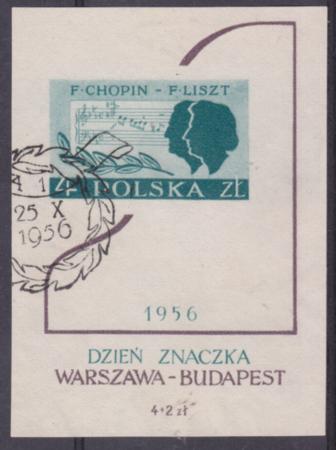 F·CHOPIN - F·LISZT
4 POLSKA ZŁ
25 X
1956
1956
DZIEŃ ZNACZKA
WARSZAWA-BUDAPEST
4+2 zł